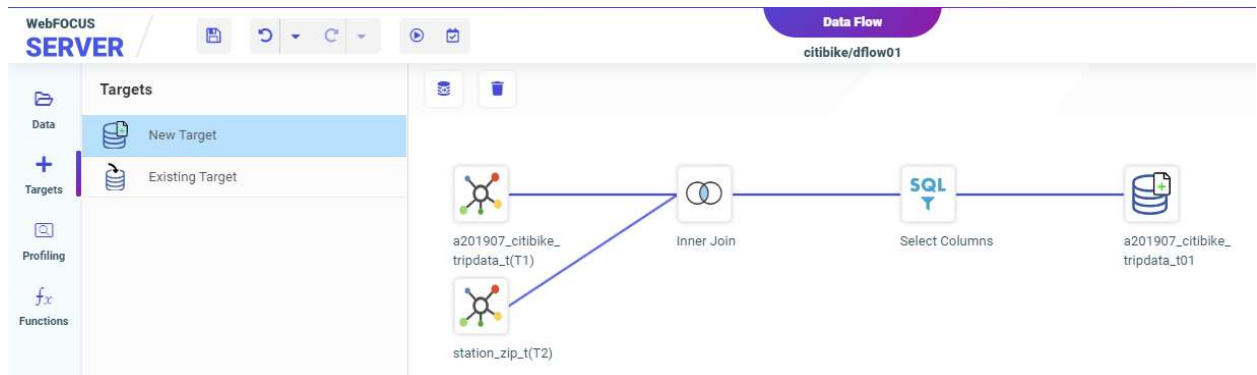 WebFOCUS
SERVER
Data Flow
citibike/dflow01
Data
Targets
Profiling
fx
Functions
Targets
New Target
Existing Target
a201907_citibike_
tripdata_t(T1)
Inner Join
SQL
Select Columns
a201907_citibike_
tripdata_t01
station_zip_t(T2)